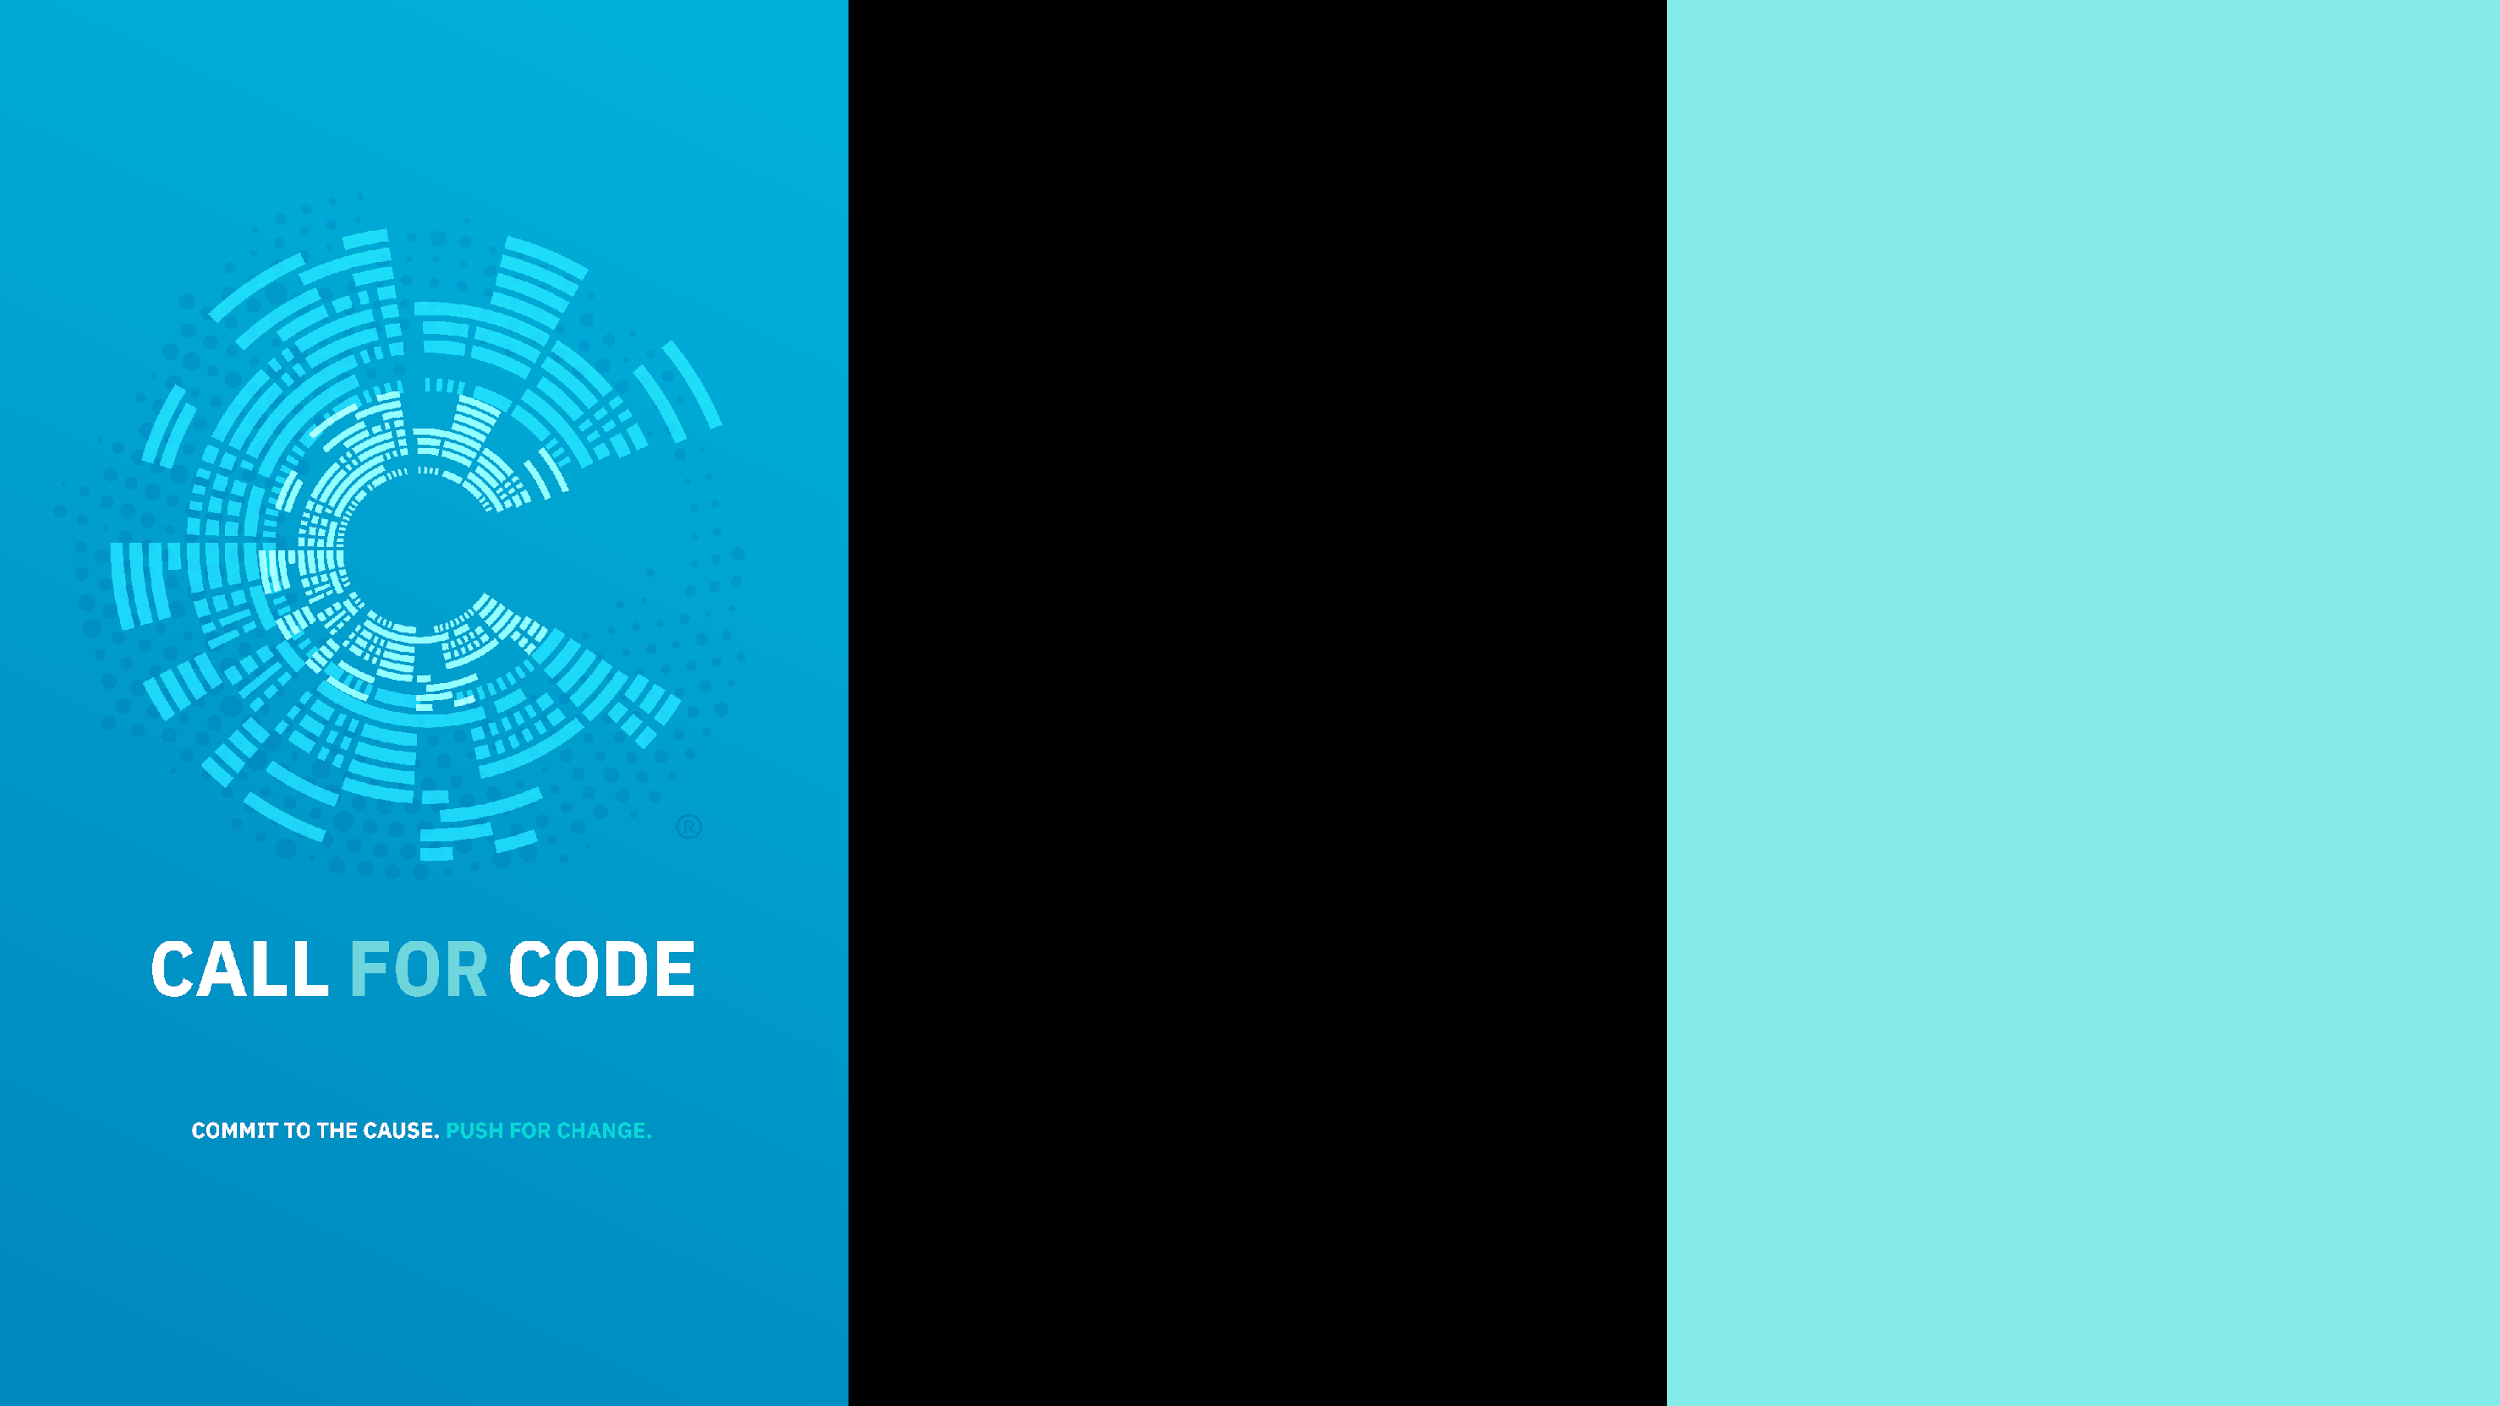 ®
CALL FOR CODE
COMMIT TO THE CAUSE. PUSH FOR CHANGE.